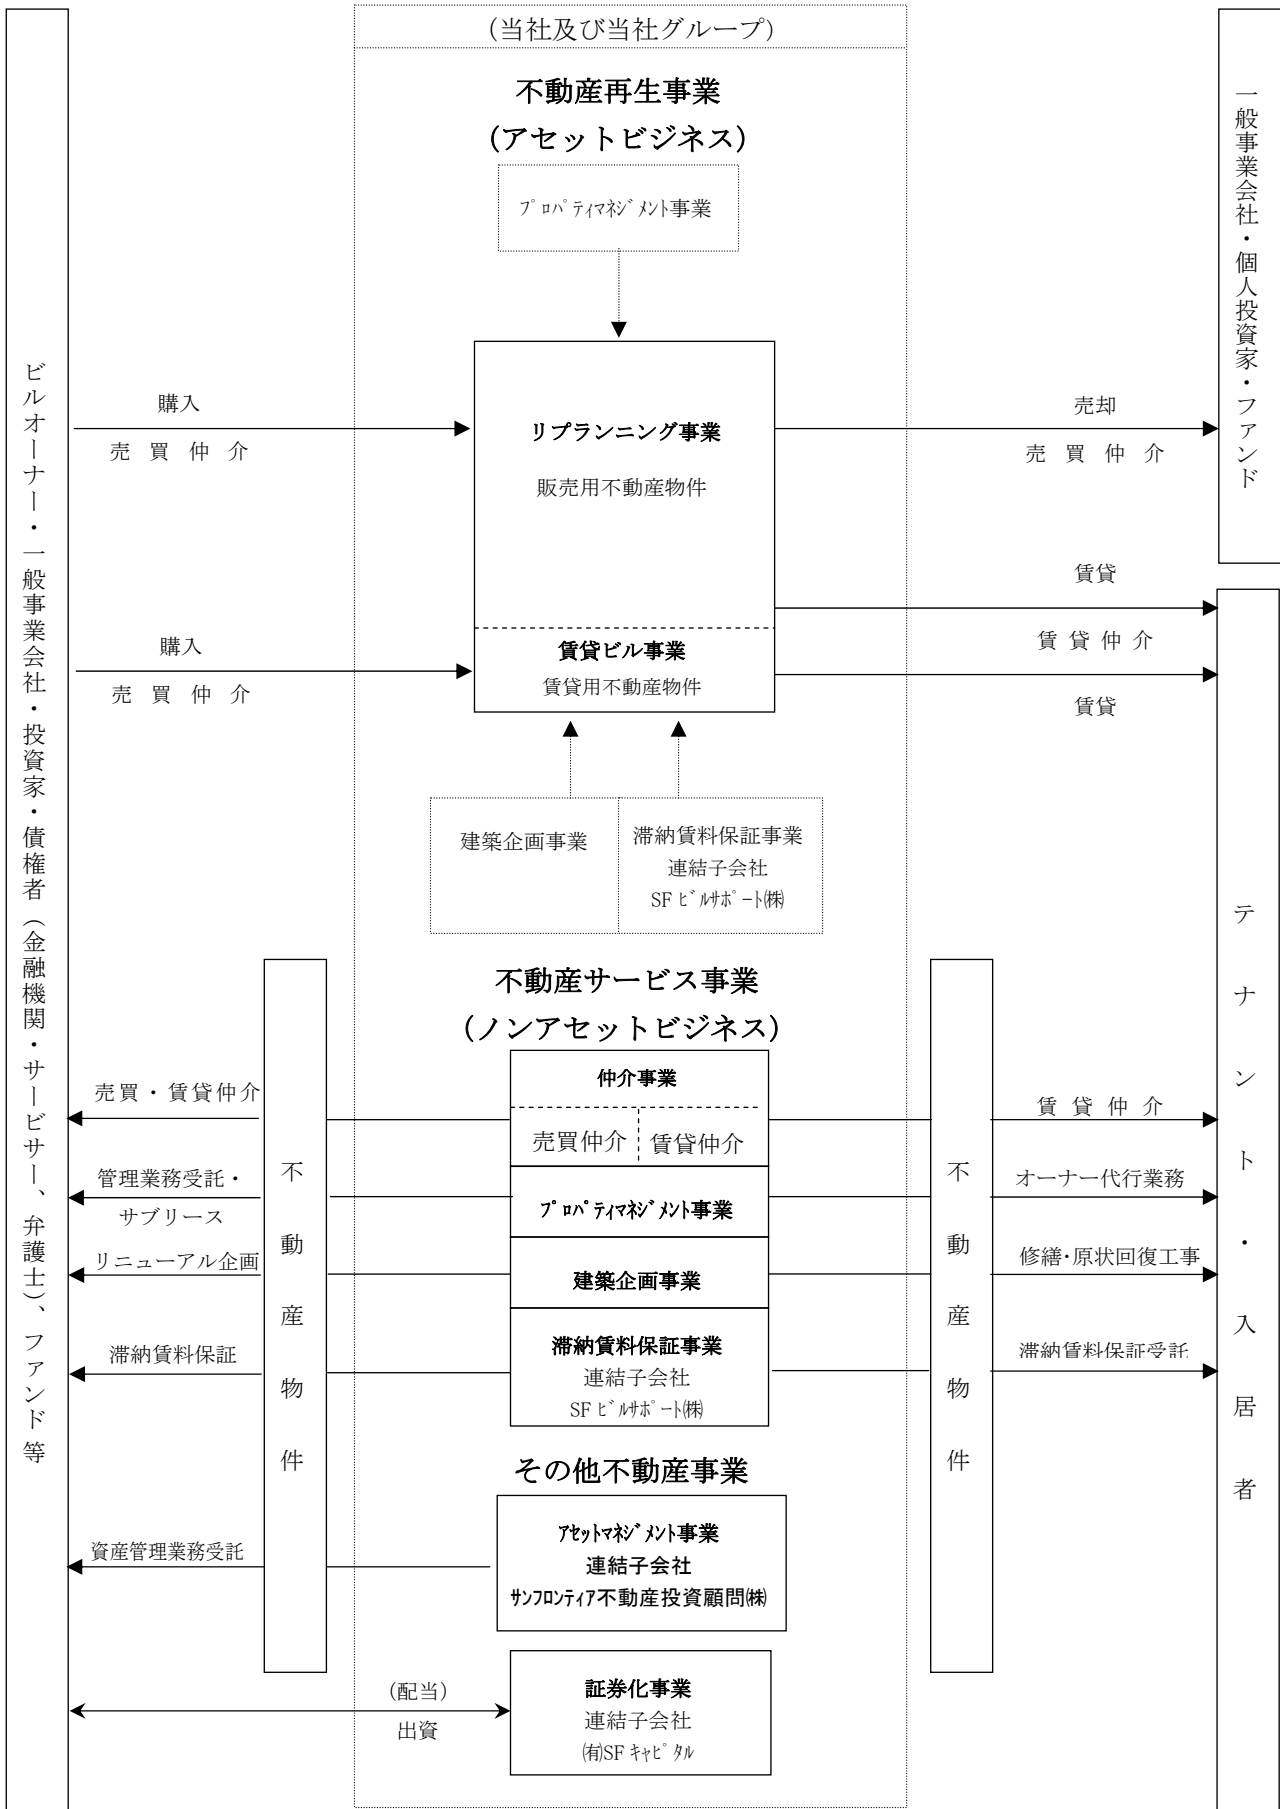 (当社及び当社グループ)
不動産再生事業
(アセットビジネス)
プロパティマネジメント事業
一般事業会社・個人投資家・ファンド
ビルオーナー・一般事業会社・投資家・債権者(金融機関・サービサー、弁護士)、ファンド等
購入
売買仲介
リプランニング事業
販売用不動産物件
売却
売買仲介
賃貸
賃貸仲介
購入
売買仲介
賃貸ビル事業
賃貸用不動産物件
賃貸
建築企画事業
滞納賃料保証事業
連結子会社
SFビルサポート㈱
テナント・入居者
不動産サービス事業
(ノンアセットビジネス)
不動産物件
不動産物件
仲介事業
売買仲介
賃貸仲介
売買・賃貸仲介
賃貸仲介
管理業務受託・
サブリース
プロパティマネジメント事業
オーナー代行業務
リニューアル企画
建築企画事業
修繕・原状回復工事
滞納賃料保証
滞納賃料保証事業
連結子会社
SFビルサポート㈱
滞納賃料保証受託
その他不動産事業
資産管理業務受託
アセットマネジメント事業
連結子会社
サンフロンティア不動産投資顧問㈱
(配当)
出資
証券化事業
連結子会社
㈲SFキャピタル